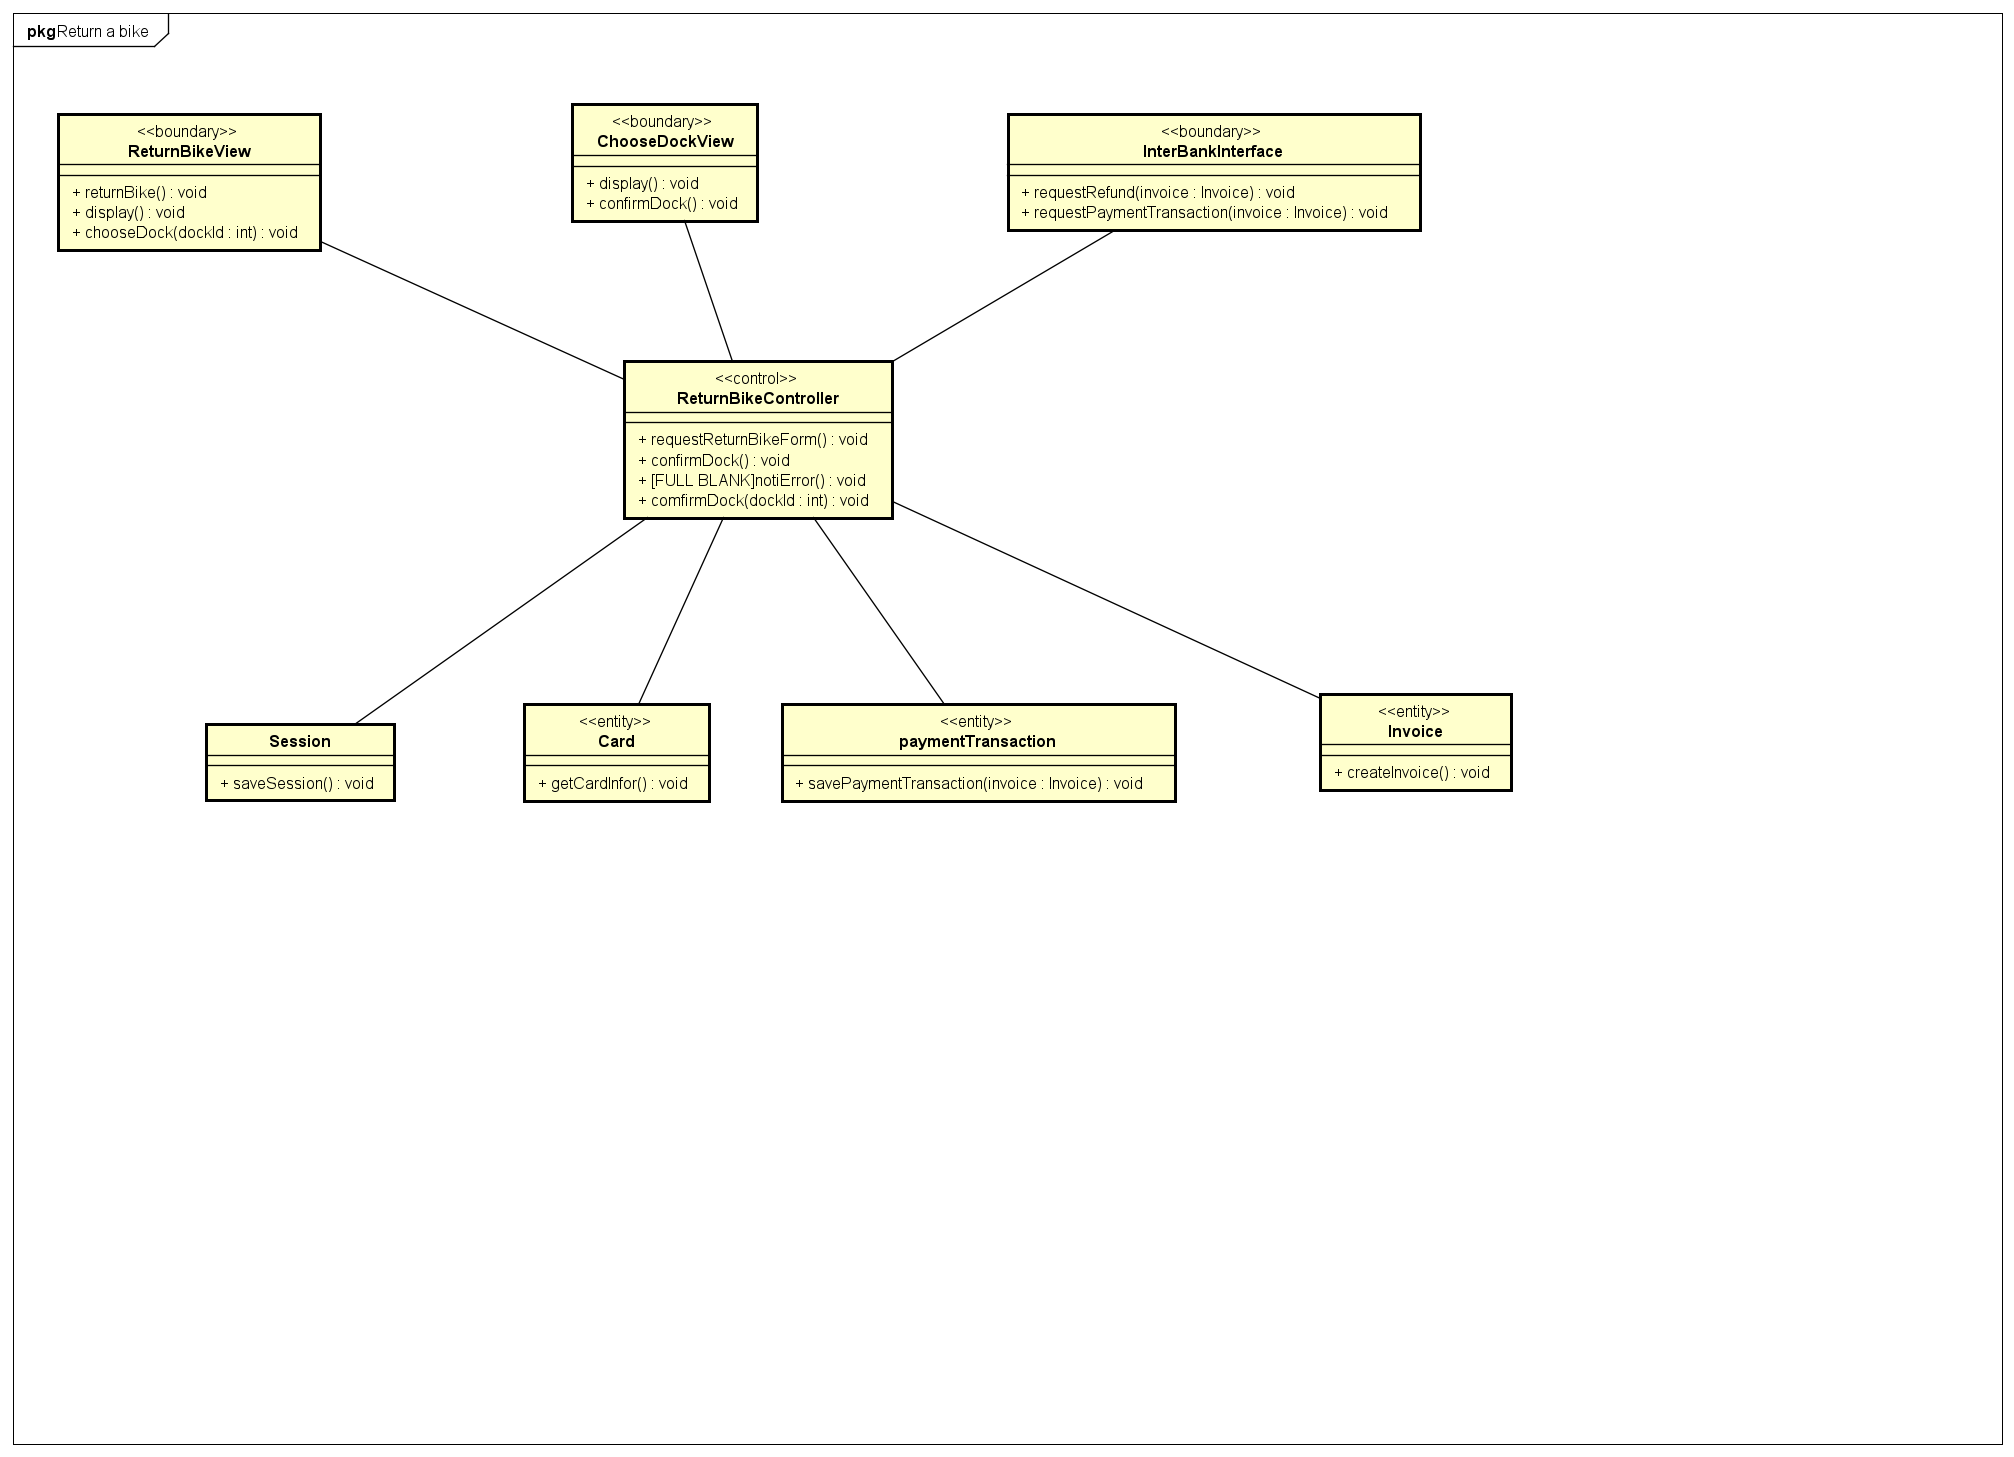 pkgReturn a bike
<<boundary>>
ReturnBikeView
+ returnBike() : void
+ display() : void
+ chooseDock(dockId : int) : void
<<boundary>>
ChooseDockView
+ display() : void
+ confirmDock() : void
<<boundary>>
InterBankInterface
+ requestRefund(invoice : Invoice) : void
+ requestPaymentTransaction(invoice : Invoice) : void
<<control>>
ReturnBikeController
+ requestReturnBikeForm() : void
+ confirmDock() : void
+ [FULL BLANK]notiError() : void
+ comfirmDock(dockId : int) : void
Session
+ saveSession() : void
<<entity>>
Card
+ getCardInfor() : void
<<entity>>
paymentTransaction
+ savePaymentTransaction(invoice : Invoice) : void
<<entity>>
Invoice
+ createInvoice() : void